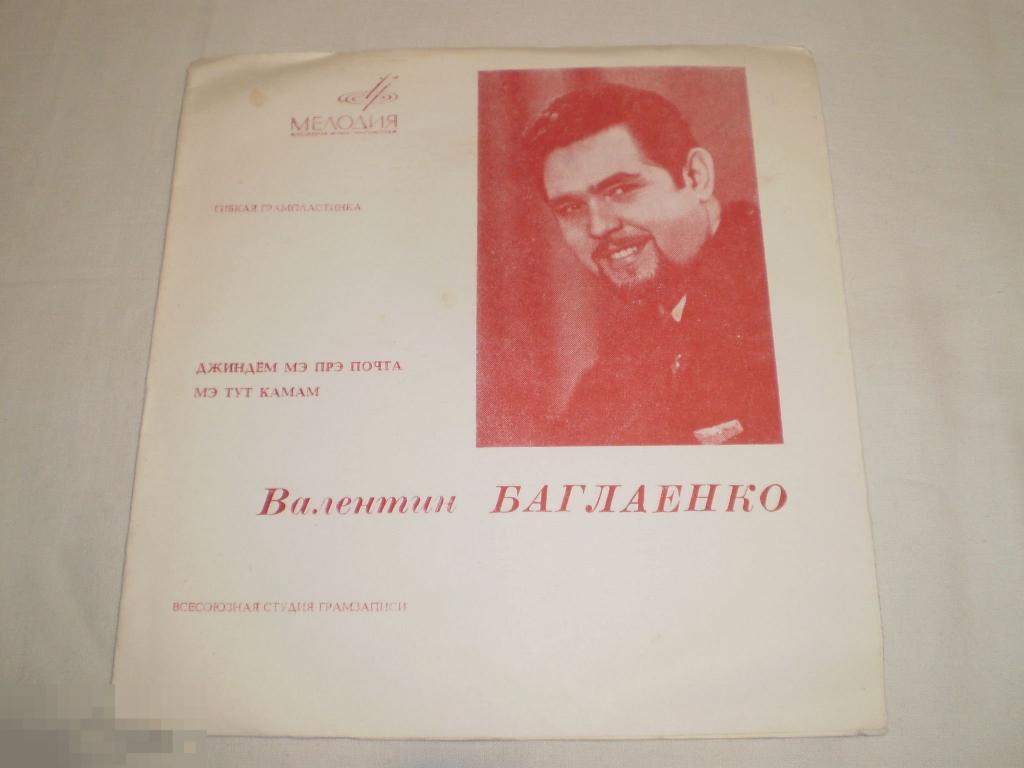 МЕЛОДИЯ
ГИБКАЯ ГРАМПЛАСТИНКА
ДЖИНДЁМ МЭ ПРЭ ПОЧТА
МЭ ТУТ КАМАМ
Валентин БАГЛАЕНКО
ВСЕСОЮЗНАЯ СТУДИЯ ГРАМЗАПИСИ